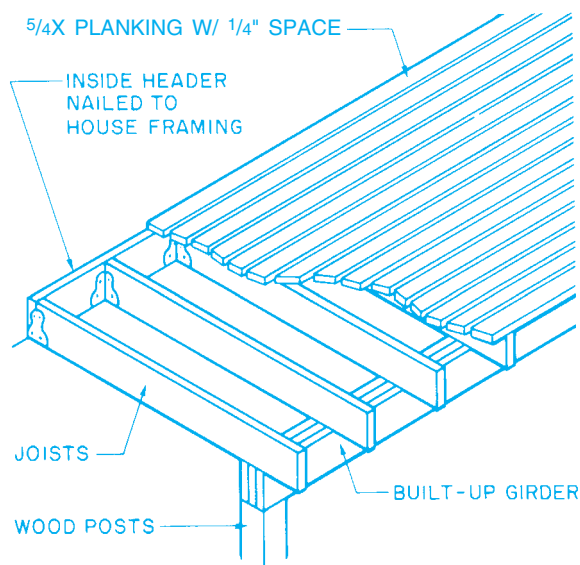 5/4X PLANKING W/ 1/4" SPACE
INSIDE HEADER
NAILED TO
HOUSE FRAMING
JOISTS
BUILT-UP GIRDER
WOOD POSTS